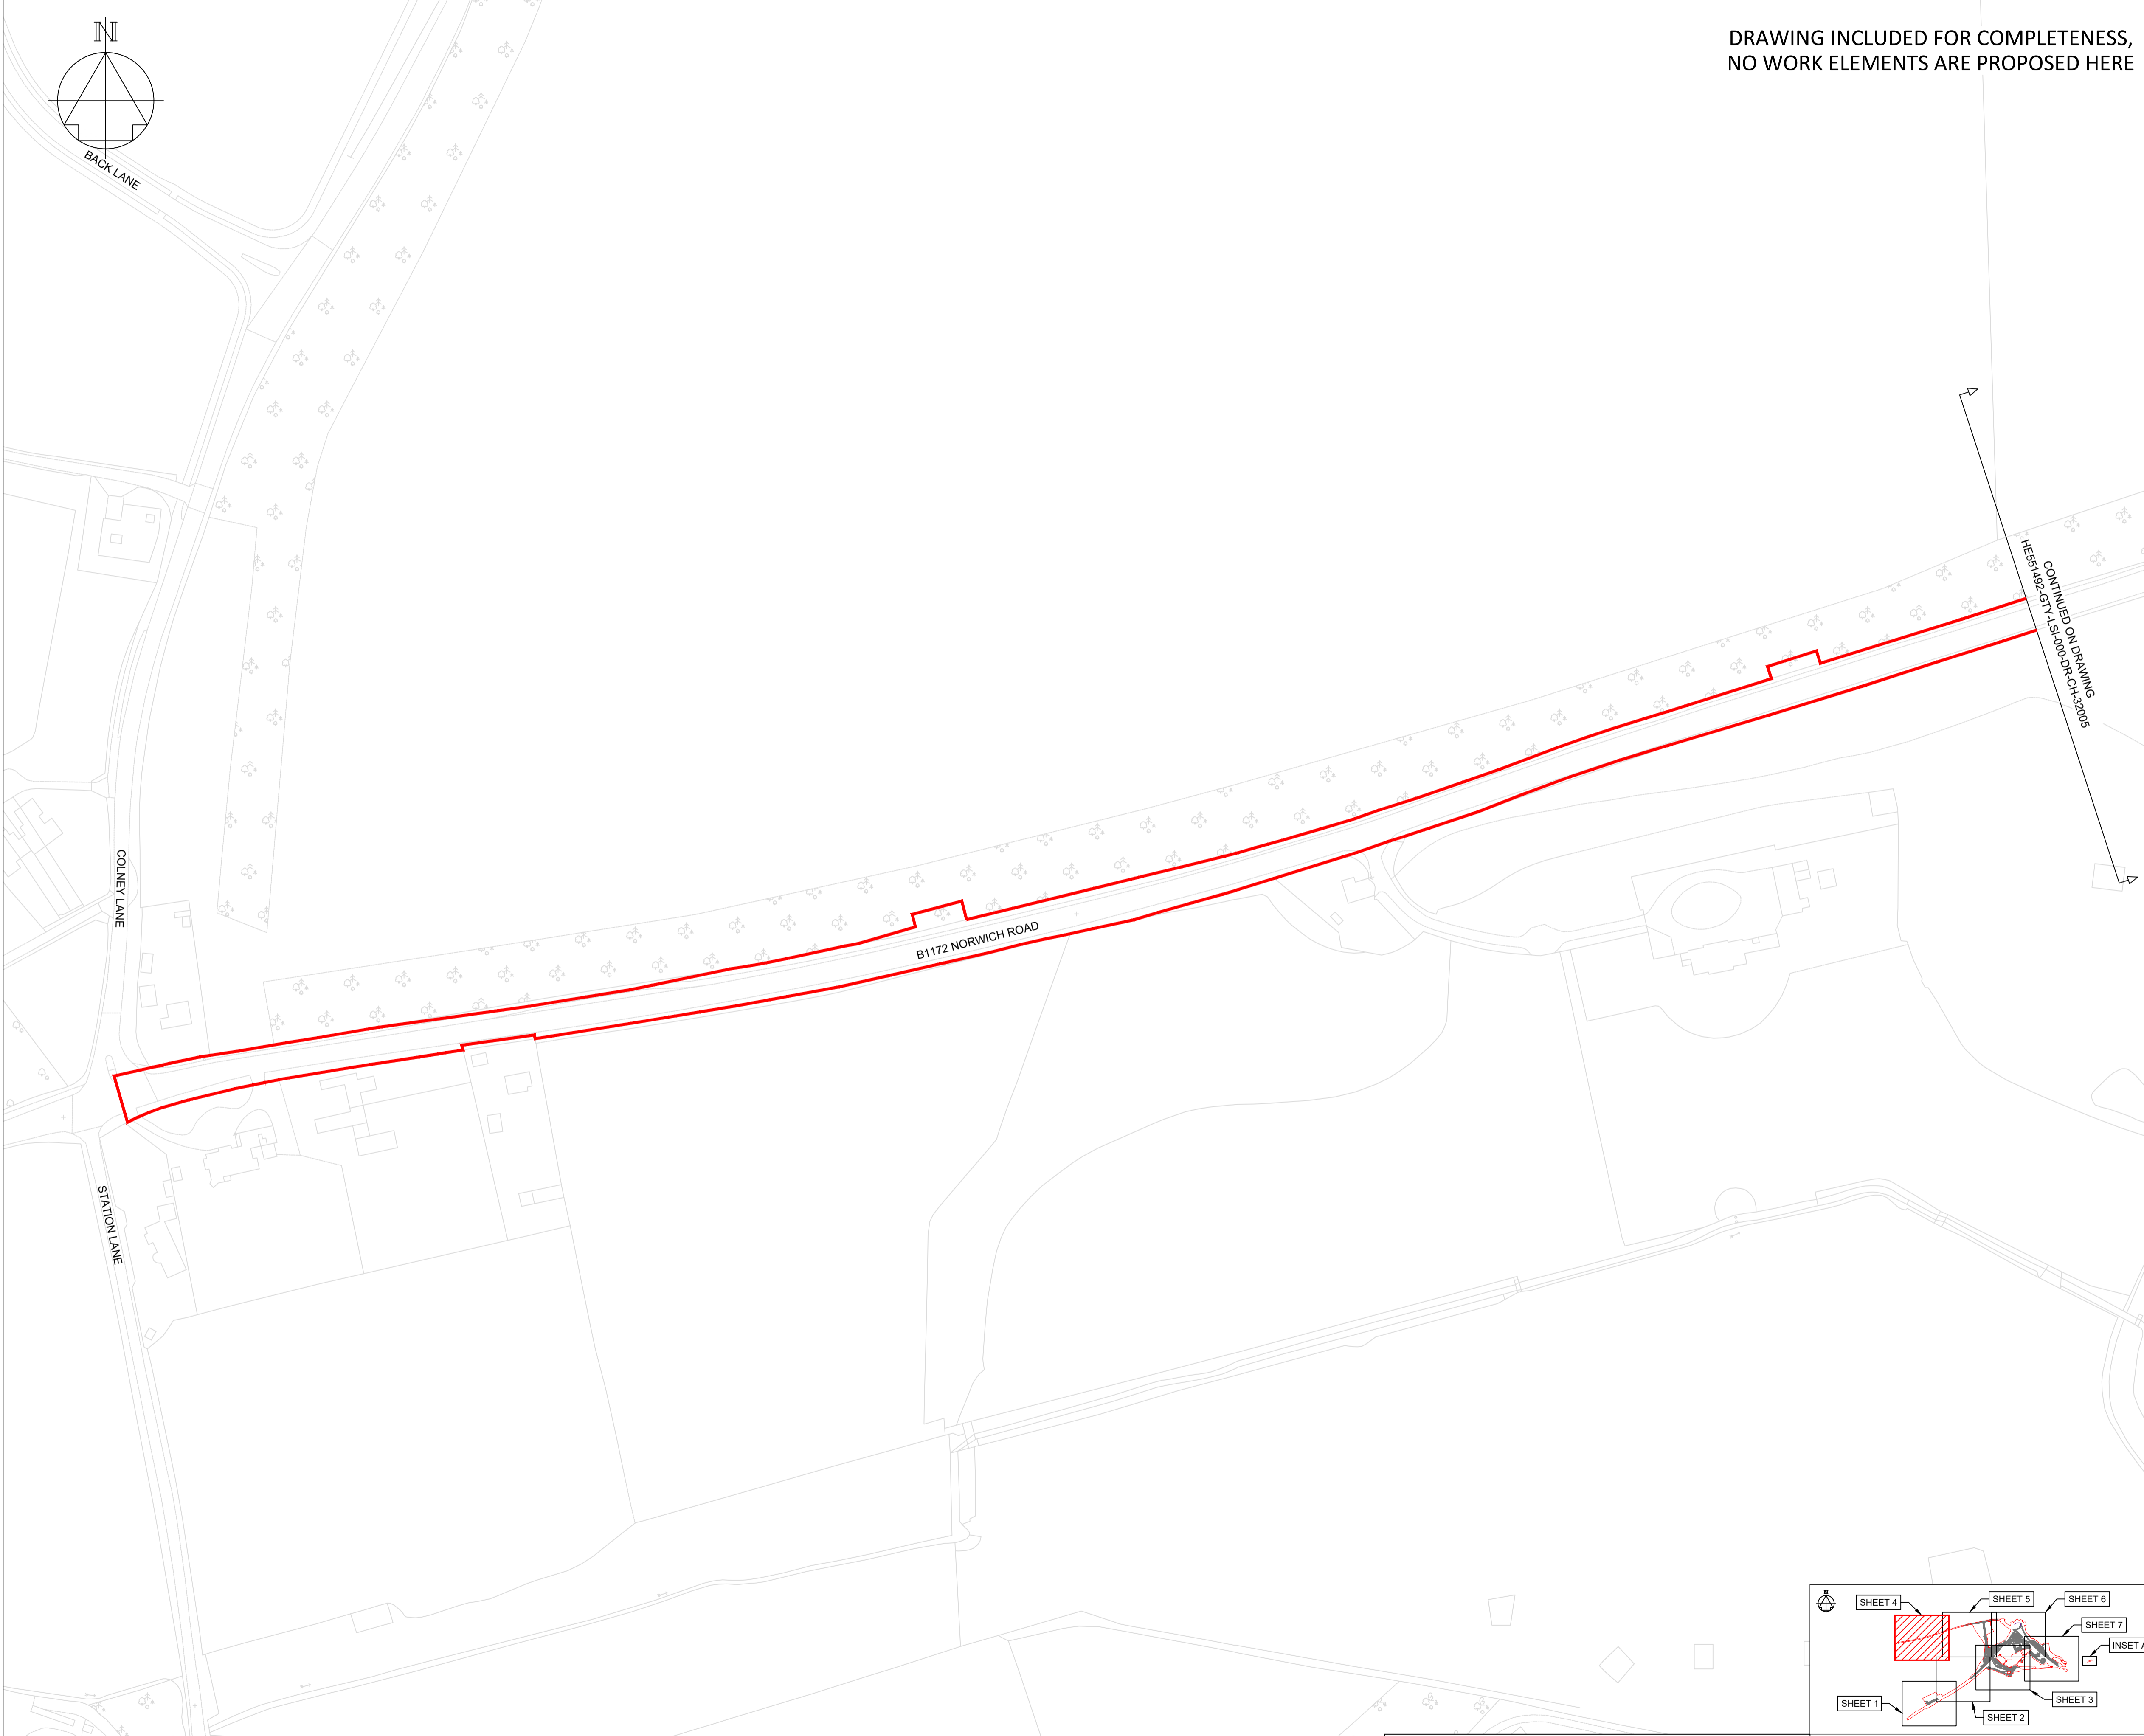 N
DRAWING INCLUDED FOR COMPLETENESS,
NO WORK ELEMENTS ARE PROPOSED HERE
BACK LANE
CONTINUED ON DRAWING
HE551492-GTY-LSI-000-DR-CH-32005
COLNEY LANE
B1172 NORWICH ROAD
STATION LANE
SHEET 4
SHEET 5
SHEET 6
SHEET 7
INSET A
SHEET 1
SHEET 2
SHEET 3